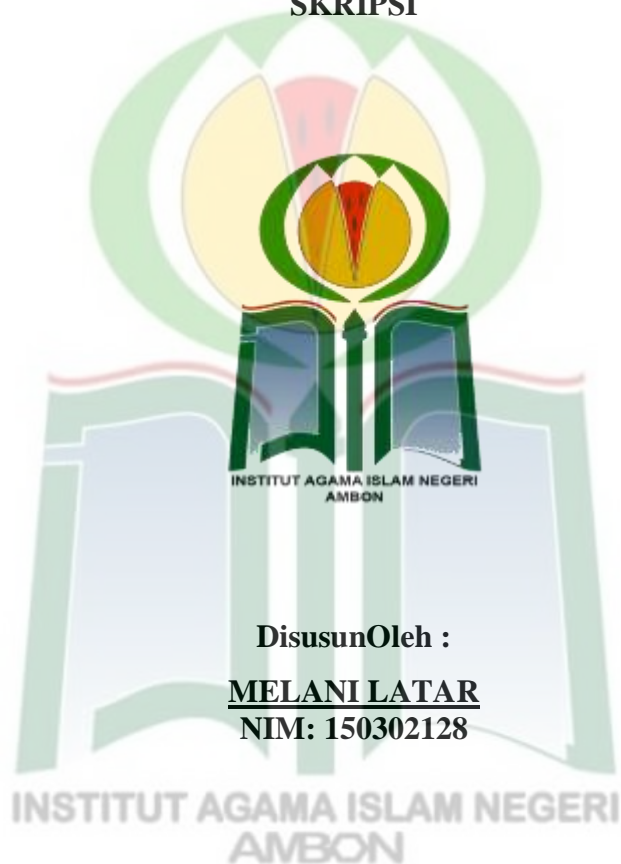 SKRIPSI
INSTITUT AGAMA ISLAM NEGERI
AMBON
DisusunOleh :
MELANI LATAR
NIM: 150302128
INSTITUT AGAMA ISLAM NEGERI
AMBON